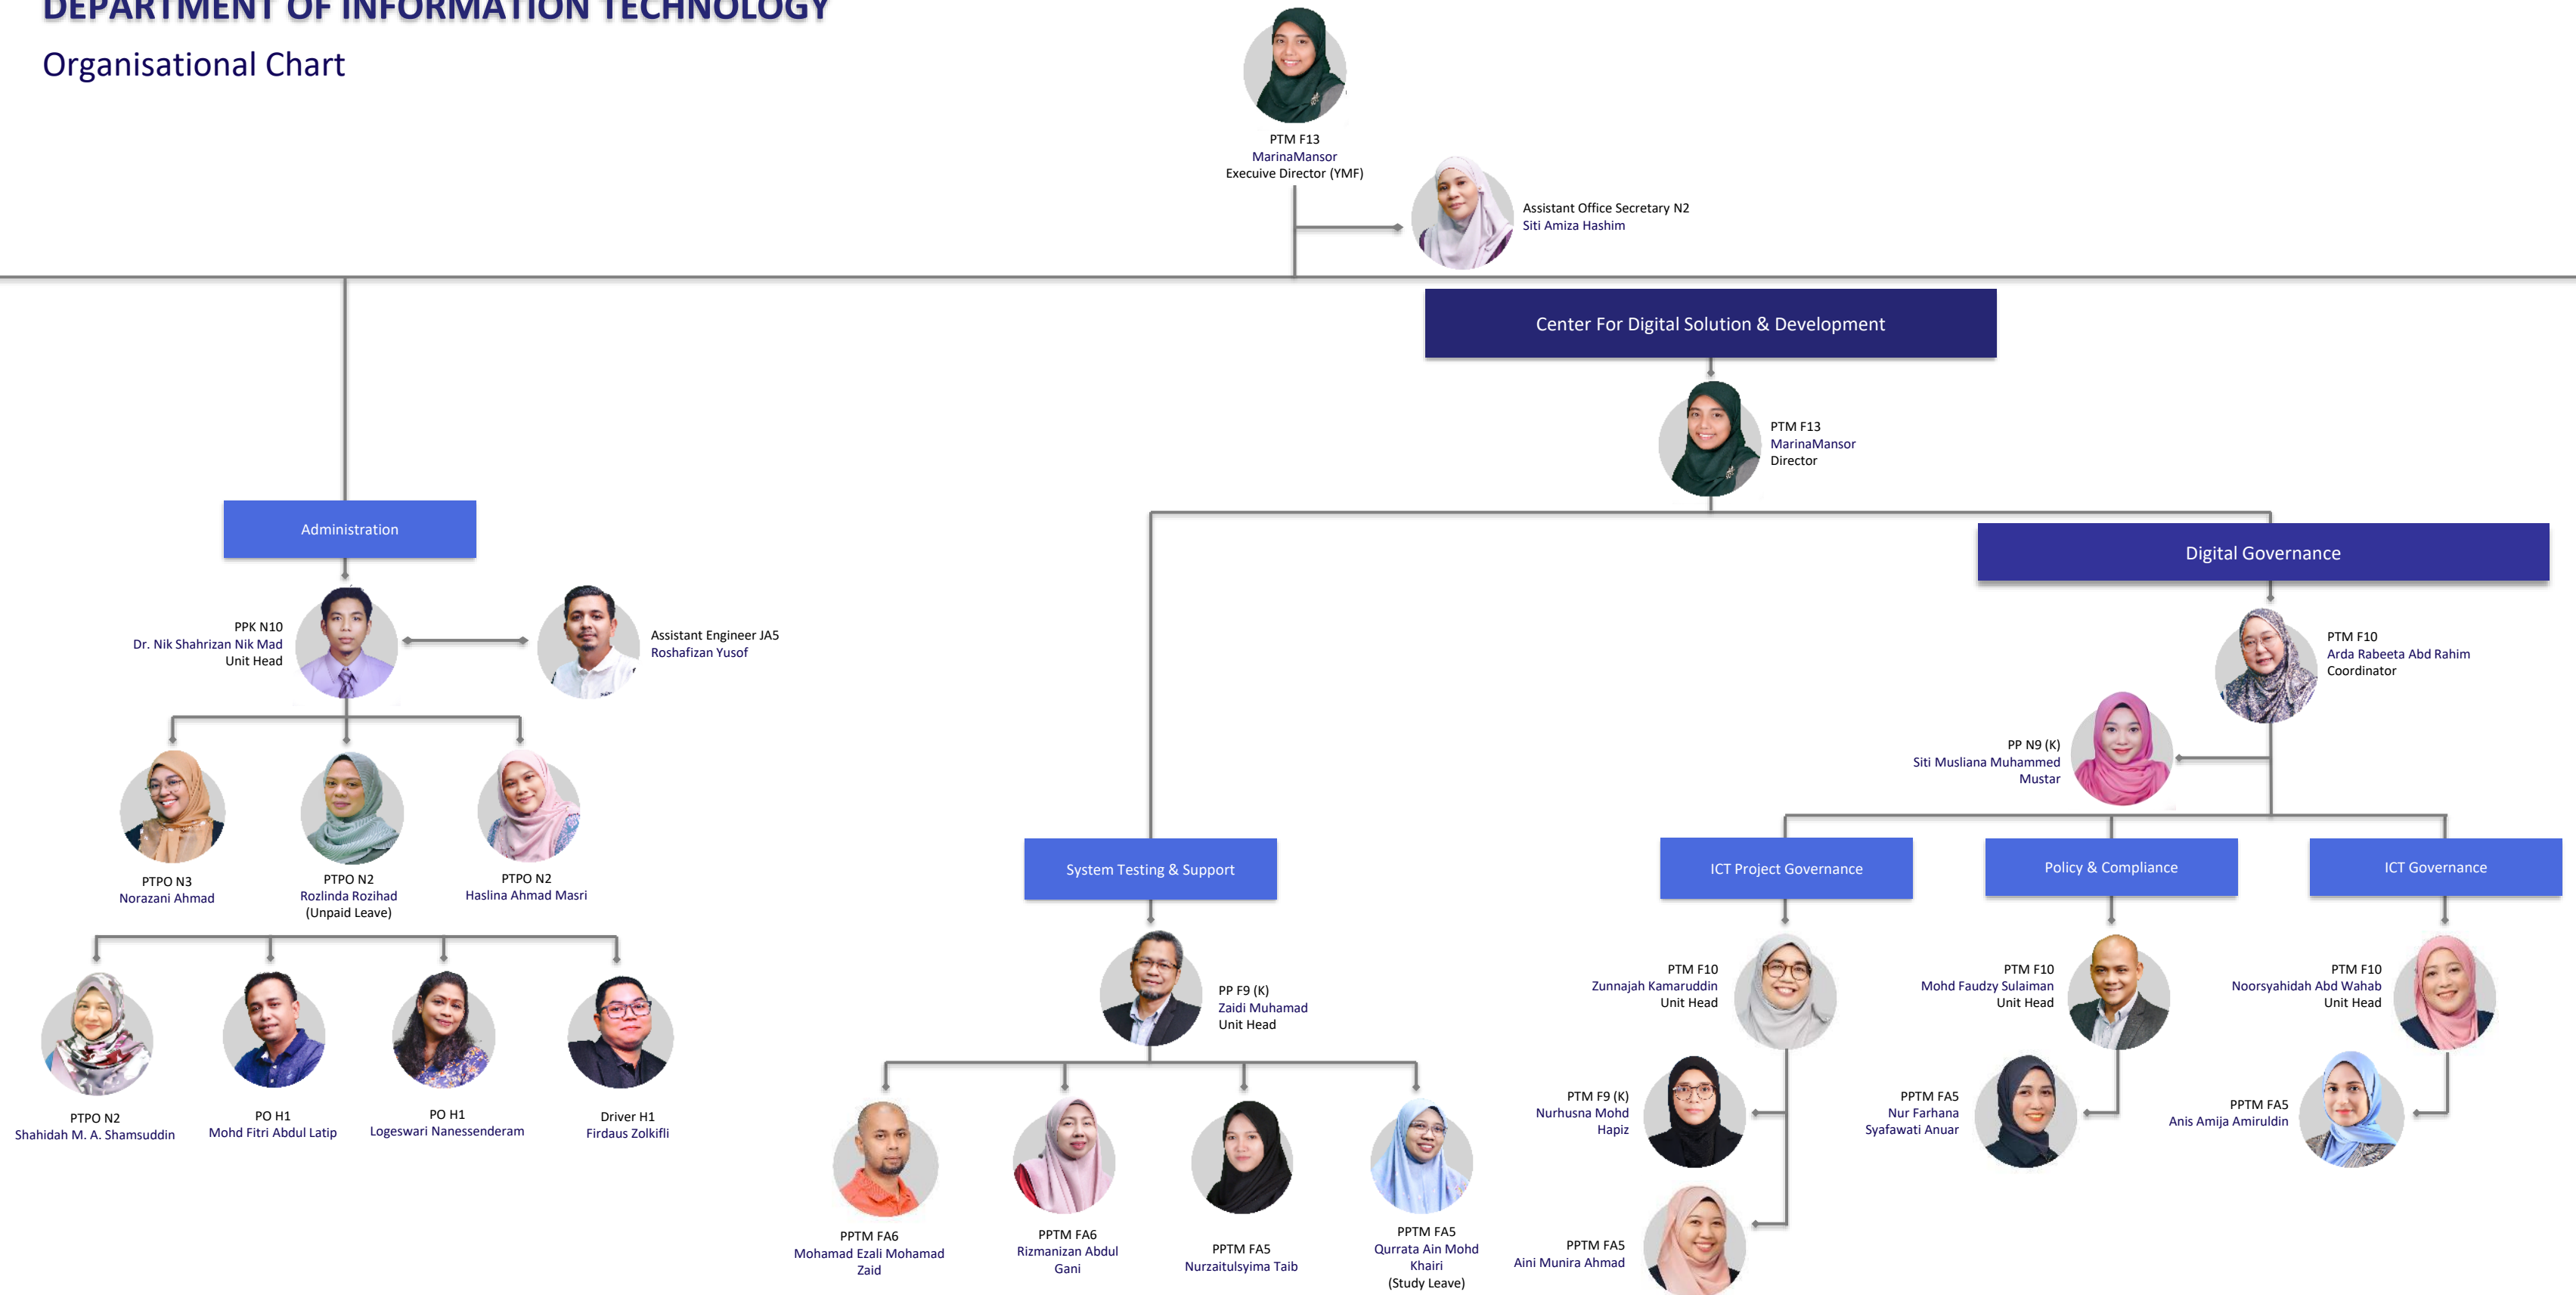 DEPARTMENT OF INFORMATION TECHNOLOGY
Organisational Chart
PTM F13
MarinaMansor
Execuive Director (YMF)
Assistant Office Secretary N2
Siti Amiza Hashim
Center For Digital Solution & Development
PTM F13
MarinaMansor
Director
Administration
PPK N10
Dr. Nik Shahrizan Nik Mad
Unit Head
Assistant Engineer JA5
Roshafizan Yusof
PTPO N3
Norazani Ahmad
PTPO N2
Rozlinda Rozihad
(Unpaid Leave)
PTPO N2
Haslina Ahmad Masri
PTPO N2
Shahidah M. A. Shamsuddin
PO H1
Mohd Fitri Abdul Latip
PO H1
Logeswari Nanessenderam
Driver H1
Firdaus Zolkifli
System Testing & Support
PP F9 (K)
Zaidi Muhamad
Unit Head
PPTM FA6
Mohamad Ezali Mohamad
Zaid
PPTM FA6
Rizmanizan Abdul
Gani
PPTM FA5
Nurzaitulsyima Taib
PPTM FA5
Qurrata Ain Mohd
Khairi
(Study Leave)
Digital Governance
PTM F10
Arda Rabeeta Abd Rahim
Coordinator
PP N9 (K)
Siti Musliana Muhammed
Mustar
ICT Project Governance
PTM F10
Zunnajah Kamaruddin
Unit Head
PTM F9 (K)
Nurhusna Mohd
Hapiz
PPTM FA5
Aini Munira Ahmad
Policy & Compliance
PTM F10
Mohd Faudzy Sulaiman
Unit Head
PPTM FA5
Nur Farhana
Syafawati Anuar
ICT Governance
PTM F10
Noorsyahidah Abd Wahab
Unit Head
PPTM FA5
Anis Amija Amiruldin